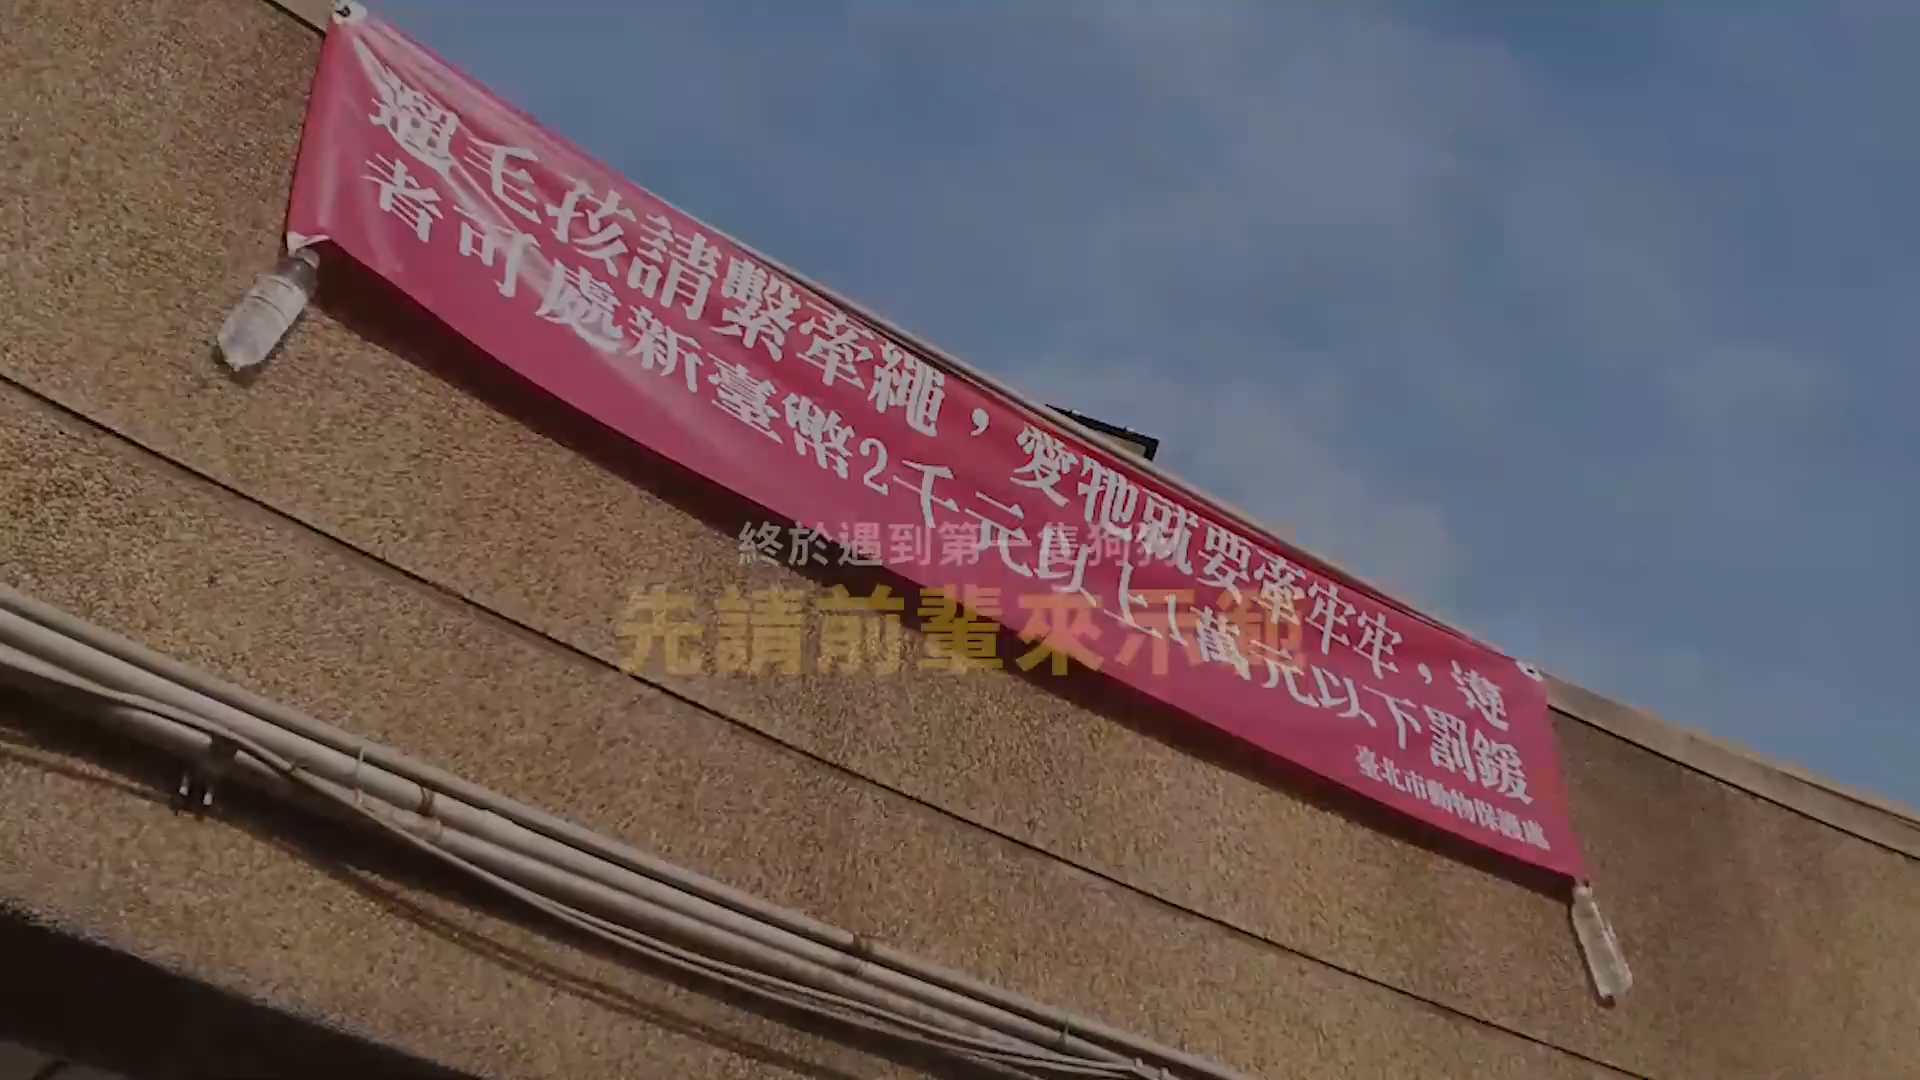 遛毛孩請繫牽繩,愛牠就要牽牢牢,違
者可處新臺幣2千元以上1萬元以下罰鍰
臺北市動物保護處
終於遇到第一隻狗狗
先請前輩來示範